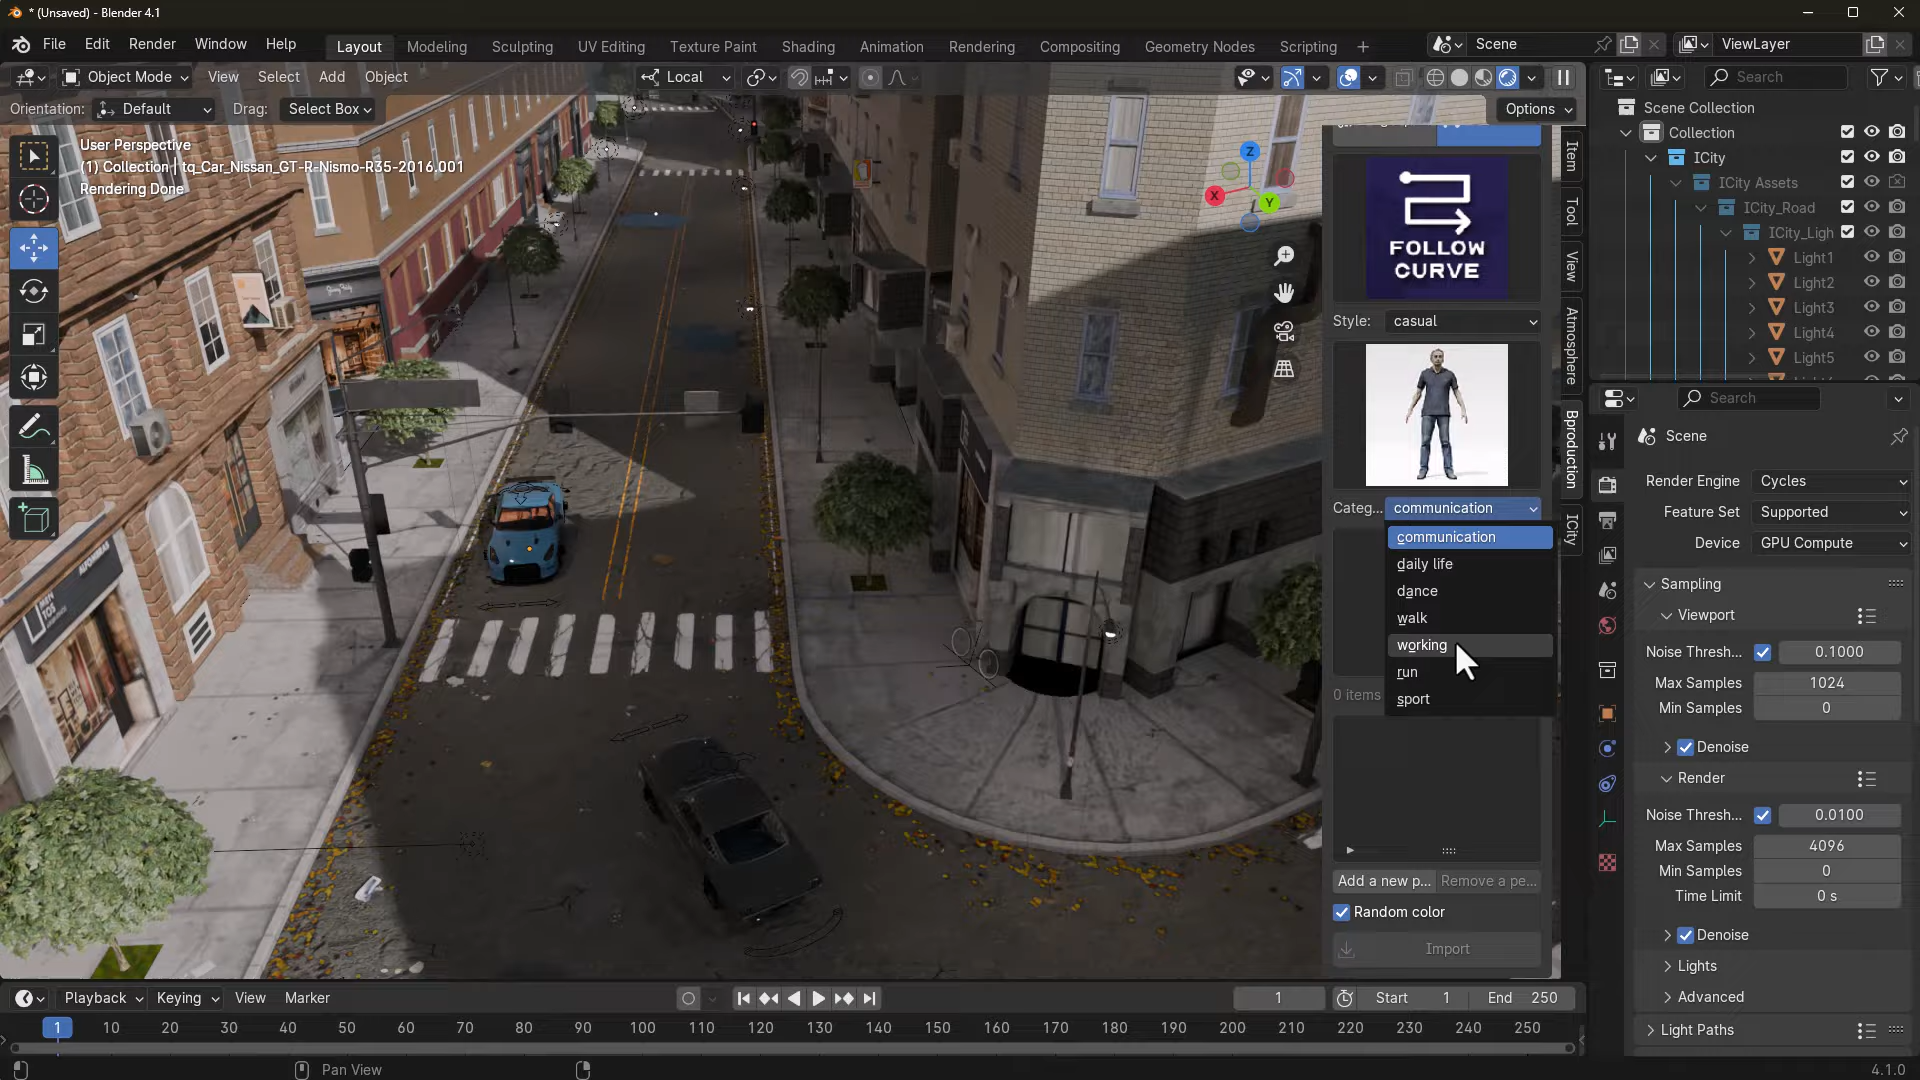 * (Unsaved) - Blender 4.1
File Edit Render Window Help
Layout Modeling Sculpting UV Editing Texture Paint Shading Animation Rendering Compositing Geometry Nodes Scripting +
Scene
ViewLayer
Object Mode View Select Add Object
Local
Search
Orientation: Default Drag: Select Box
Options
User Perspective
(1) Collection | tq_Car_Nissan_GT-R-Nismo-R35-2016.001
Rendering Done
Z
X
Y
FOLLOW
CURVE
Style: casual
Categ... communication
communication
daily life
dance
walk
working
run
sport
0 items
Add a new p... Remove a pe...
Random color
Import
Item
Tool
View
Atmosphere
Bproduction
ICity
Scene Collection
Collection
ICity
ICity Assets
ICity_Road
ICity_Ligh
Light1
Light2
Light3
Light4
Light5
Search
Scene
Render Engine Cycles
Feature Set Supported
Device GPU Compute
Sampling
Viewport
Noise Thresh... 0.1000
Max Samples 1024
Min Samples 0
Denoise
Render
Noise Thresh... 0.0100
Max Samples 4096
Min Samples 0
Time Limit 0 s
Denoise
Lights
Advanced
Light Paths
Playback Keying View Marker
1
Start 1
End 250
1 10 20 30 40 50 60 70 80 90 100 110 120 130 140 150 160 170 180 190 200 210 220 230 240 250
Pan View
4.1.0